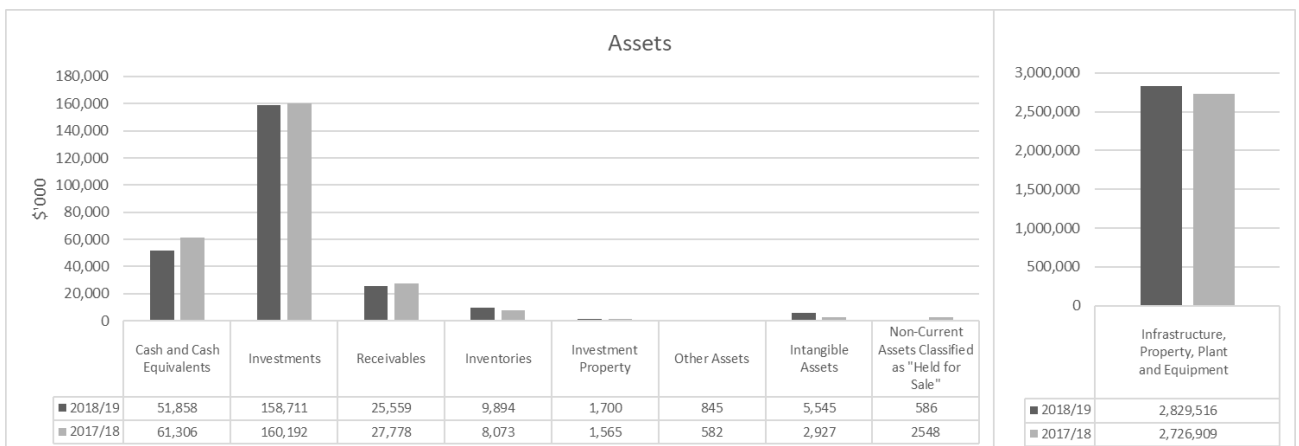 Assets
$'000
180,000
160,000
140,000
120,000
100,000
80,000
60,000
40,000
20,000
0
Cash and Cash
Equivalents
Investments
Receivables
Inventories
Investment
Property
Other Assets
Intangible
Assets
Non-Current
Assets Classified
as "Held for
Sale"
2018/19 51,858 158,711 25,559 9,894 1,700 845 5,545 586
2017/18 61,306 160,192 27,778 8,073 1,565 582 2,927 2548
3,000,000
2,500,000
2,000,000
1,500,000
1,000,000
500,000
0
Infrastructure,
Property, Plant
and Equipment
2018/19 2,829,516
2017/18 2,726,909